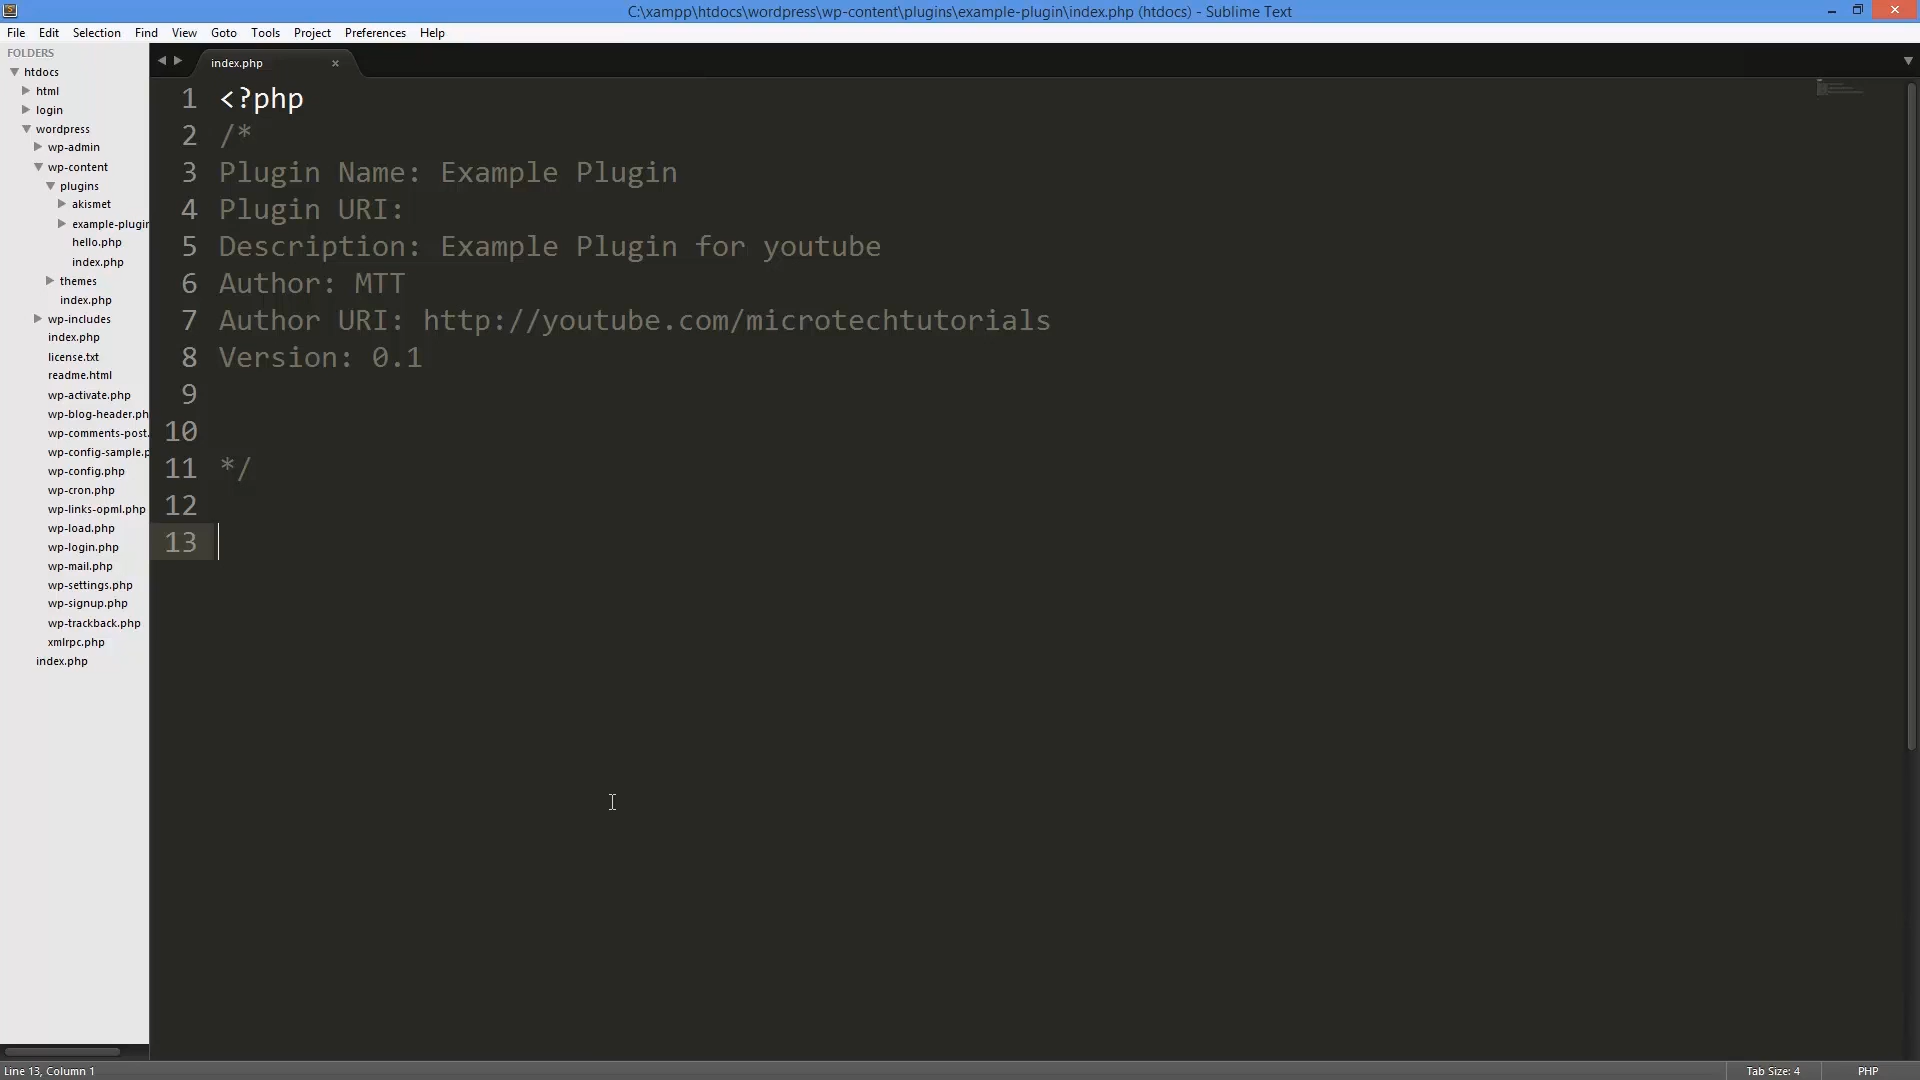 C:\xampp\htdocs\wordpress\wp-content\plugins\example-plugin\index.php (htdocs) - Sublime Text
File Edit Selection Find View Goto Tools Project Preferences Help
FOLDERS
htdocs
html
login
wordpress
wp-admin
wp-content
plugins
akismet
example-plugin
hello.php
index.php
themes
index.php
wp-includes
index.php
license.txt
readme.html
wp-activate.php
wp-blog-header.ph
wp-comments-post.
wp-config-sample.p
wp-config.php
wp-cron.php
wp-links-opml.php
wp-load.php
wp-login.php
wp-mail.php
wp-settings.php
wp-signup.php
wp-trackback.php
xmlrpc.php
index.php
index.php
1 <?php
2 /*
3 Plugin Name: Example Plugin
4 Plugin URI:
5 Description: Example Plugin for youtube
6 Author: MTT
7 Author URI: http://youtube.com/microtechtutorials
8 Version: 0.1
9
10
11 */
12
13
Line 13, Column 1
Tab Size: 4
PHP